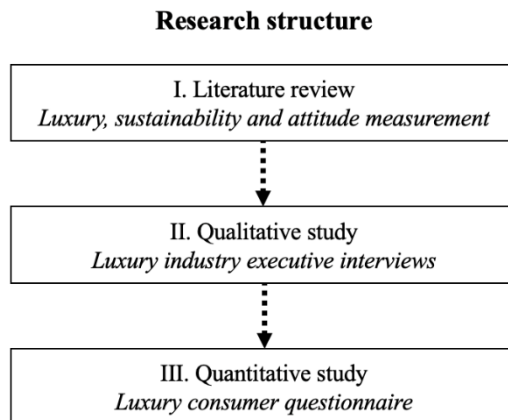 Research structure
I. Literature review
Luxury, sustainability and attitude measurement
II. Qualitative study
Luxury industry executive interviews
III. Quantitative study
Luxury consumer questionnaire